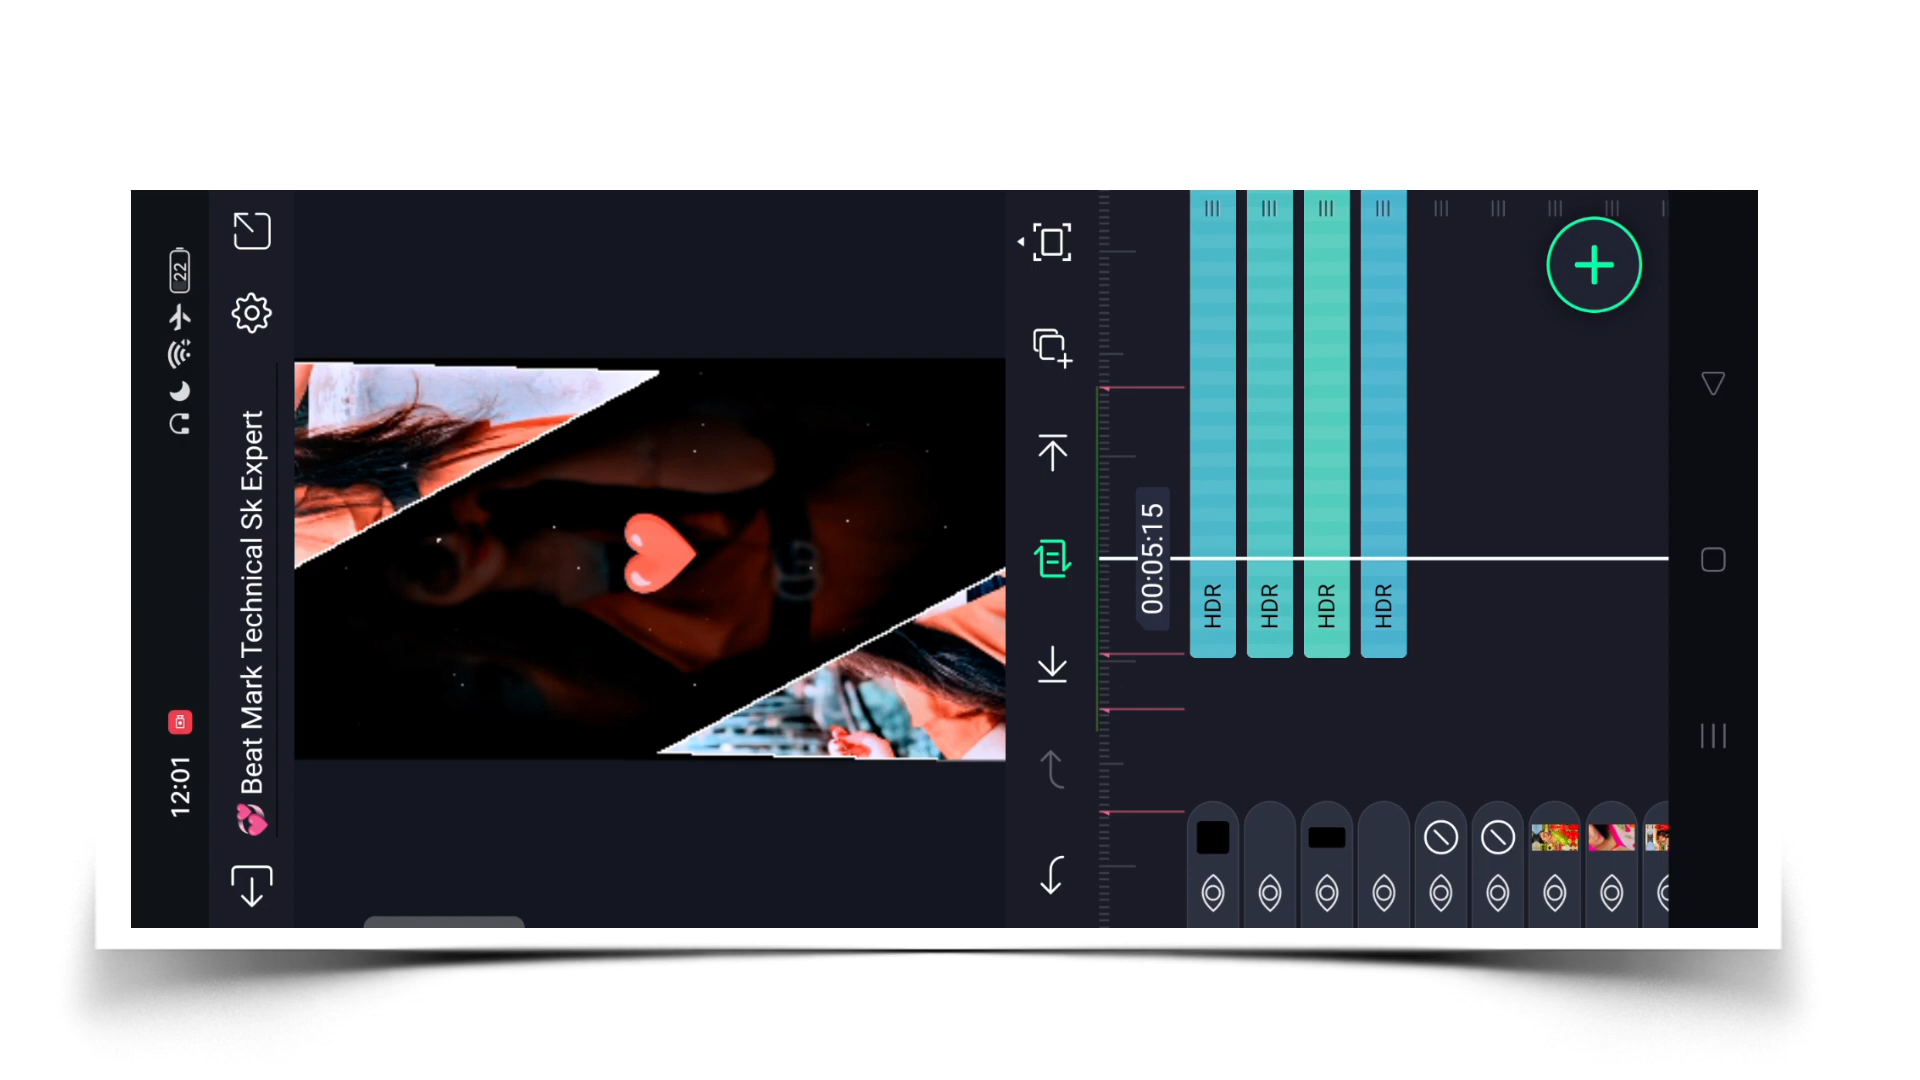 12:01
22
💞 Beat Mark Technical Sk Expert
00:05:15
HDR
HDR
HDR
HDR